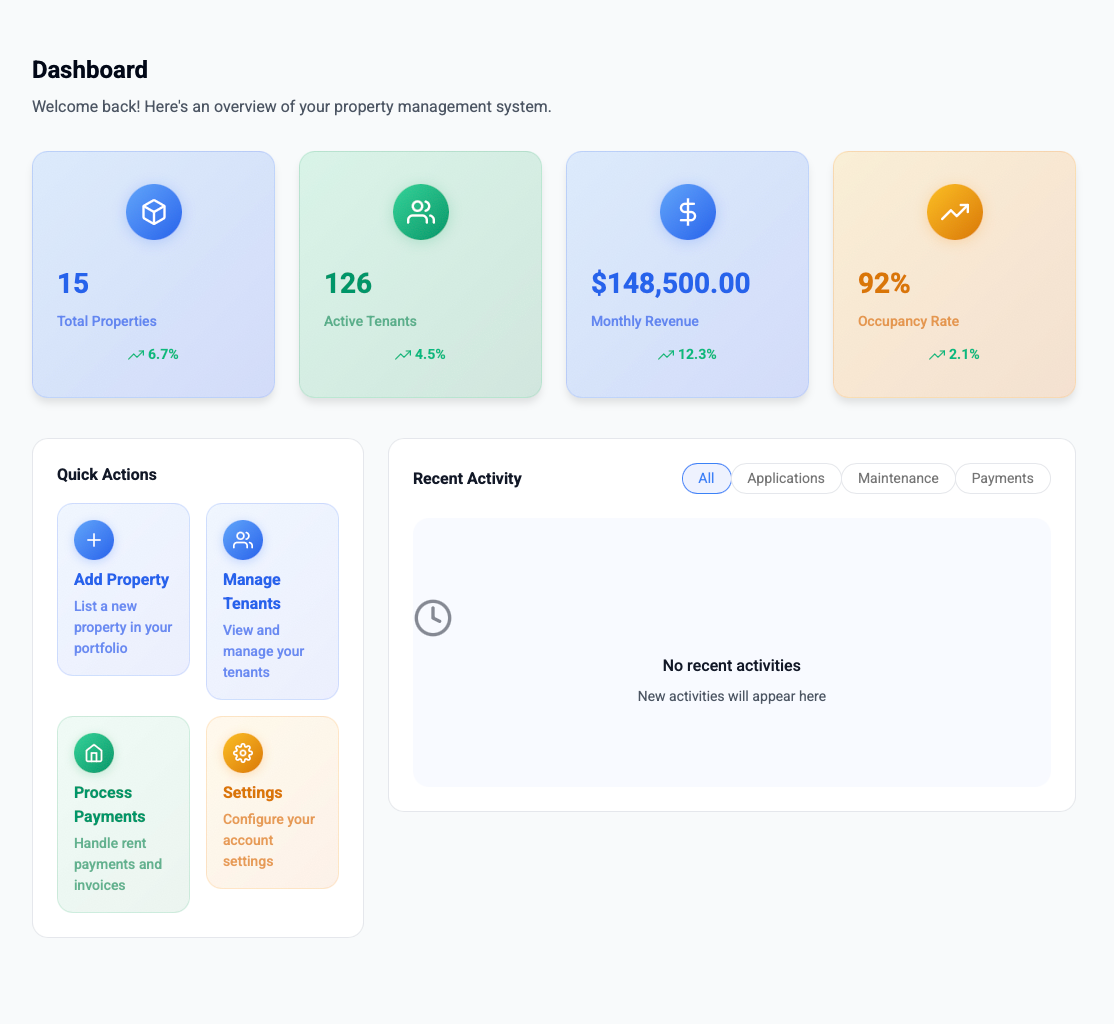 Dashboard
Welcome back! Here's an overview of your property management system.
15
Total Properties
6.7%
126
Active Tenants
4.5%
$148,500.00
Monthly Revenue
12.3%
92%
Occupancy Rate
2.1%
Quick Actions
Add Property
List a new
property in your
portfolio
Manage
Tenants
View and
manage your
tenants
Process
Payments
Handle rent
payments and
invoices
Settings
Configure your
account
settings
Recent Activity
All
Applications
Maintenance
Payments
No recent activities
New activities will appear here